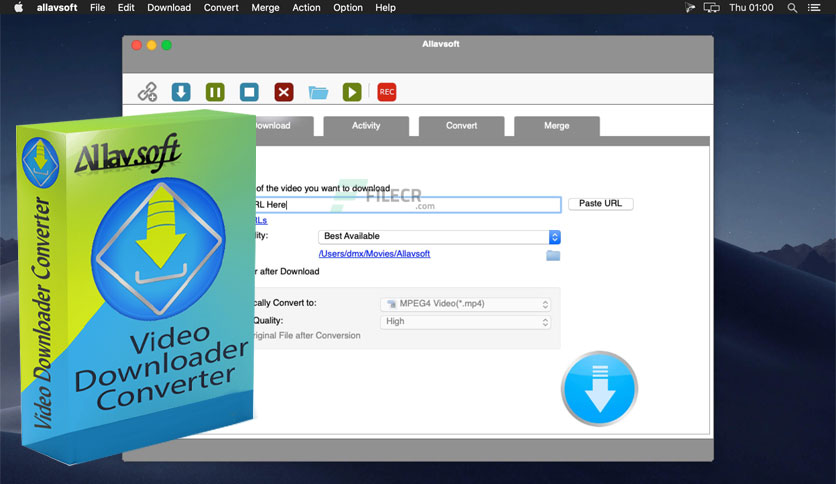 allavsoft File Edit Download Convert Merge Action Option Help Thu 01:00
Allavsoft
REC
Download Activity Convert Merge
of the video you want to download
FILECR
.com
RL Here
Paste URL
RLs
lity: Best Available
/Users/dmx/Movies/Allavsoft
r after Download
cally Convert to: MPEG4 Video(*.mp4)
Quality: High
riginal File after Conversion
Allavsoft
Video
Downloader
Converter
Video Downloader Converter